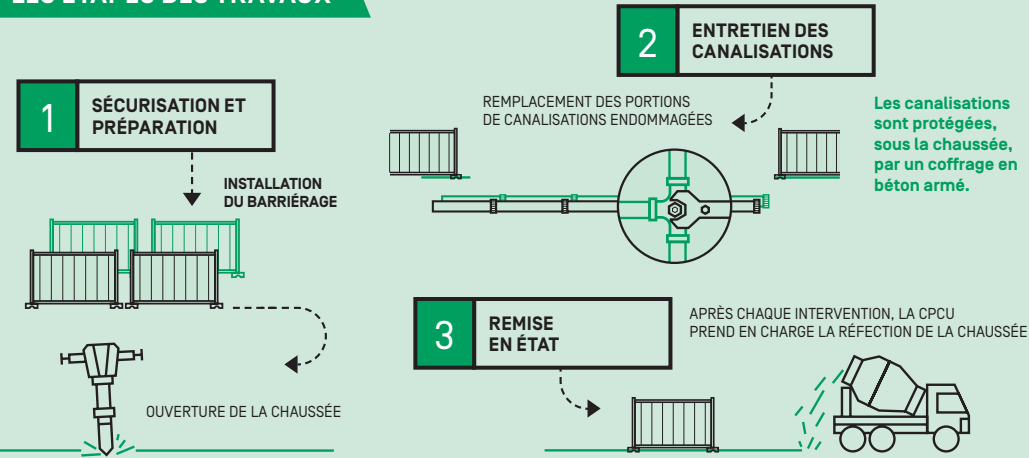 LES ÉTAPES DES TRAVAUX
1
SÉCURISATION ET
PRÉPARATION
INSTALLATION
DU BARRIÉRAGE
OUVERTURE DE LA CHAUSSÉE
2
ENTRETIEN DES
CANALISATIONS
REMPLACEMENT DES PORTIONS
DE CANALISATIONS ENDOMMAGÉES
Les canalisations
sont protégées,
sous la chaussée,
par un coffrage en
béton armé.
3
REMISE
EN ÉTAT
APRÈS CHAQUE INTERVENTION, LA CPCU
PREND EN CHARGE LA RÉFECTION DE LA CHAUSSÉE